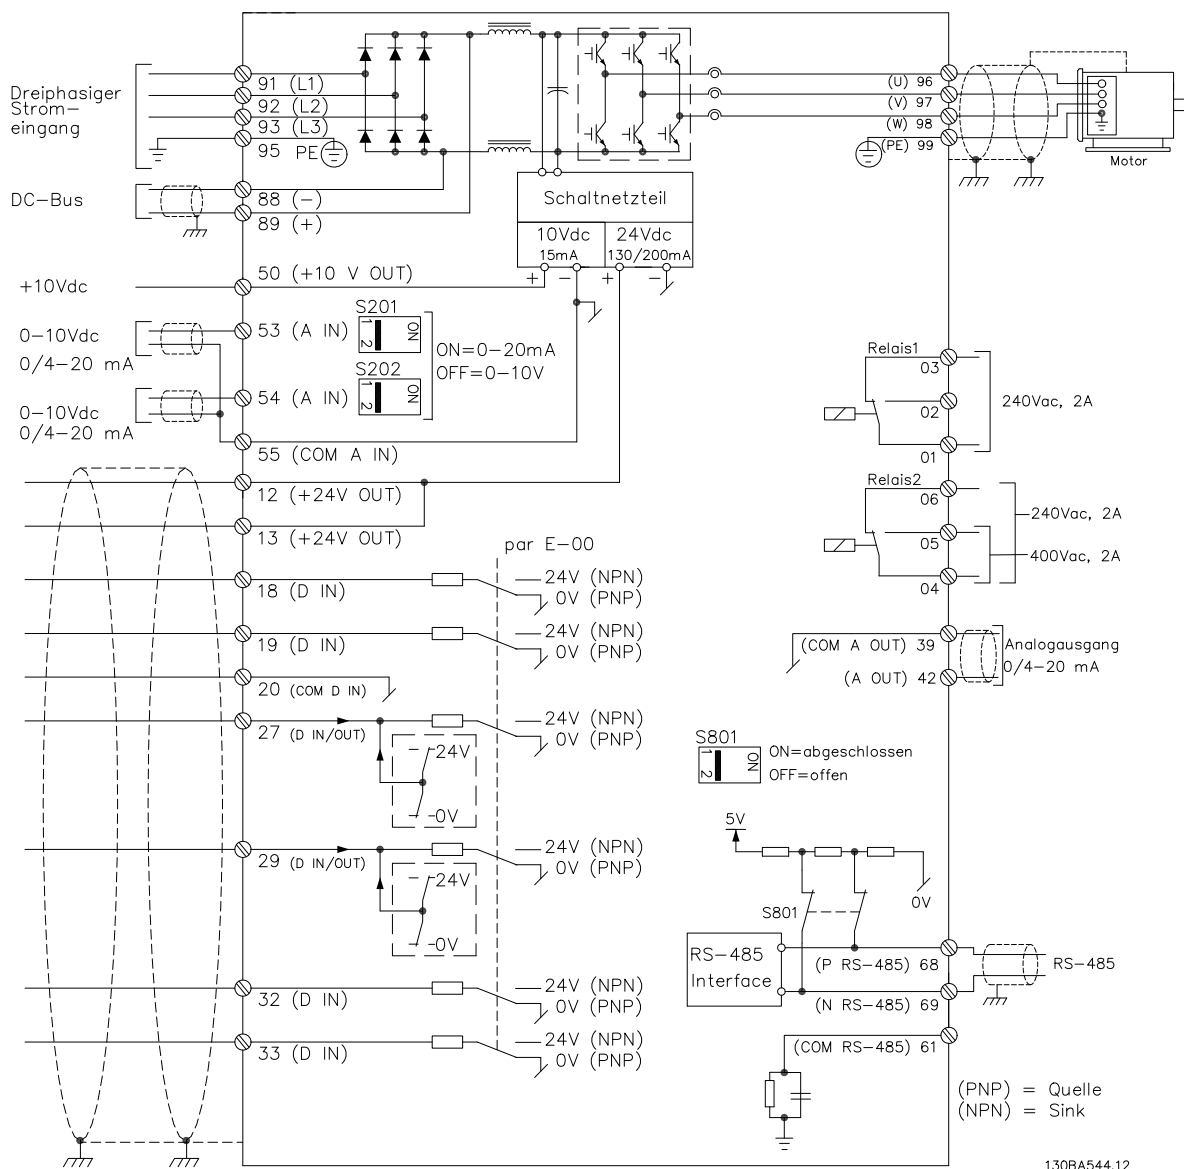 Dreiphasiger
Strom-
eingang
91 (L1)
92 (L2)
93 (L3)
95 PE
DC-Bus
88 (-)
89 (+)
+10Vdc
50 (+10 V OUT)
0-10Vdc
0/4-20 mA
53 (A IN)
S201
1 2
ON
0-10Vdc
0/4-20 mA
54 (A IN)
S202
1 2
ON
ON=0-20mA
OFF=0-10V
55 (COM A IN)
12 (+24V OUT)
13 (+24V OUT)
Schaltnetzteil
10Vdc
15mA
24Vdc
130/200mA
+ - + -
(U) 96
(V) 97
(W) 98
(PE) 99
Motor
Relais1
03
02
01
240Vac, 2A
Relais2
06
05
04
240Vac, 2A
400Vac, 2A
par E-00
18 (D IN)
24V (NPN)
0V (PNP)
19 (D IN)
24V (NPN)
0V (PNP)
20 (COM D IN)
27 (D IN/OUT)
24V (NPN)
0V (PNP)
24V
0V
29 (D IN/OUT)
24V (NPN)
0V (PNP)
24V
0V
32 (D IN)
24V (NPN)
0V (PNP)
33 (D IN)
24V (NPN)
0V (PNP)
(COM A OUT) 39
(A OUT) 42
Analogausgang
0/4-20 mA
S801
1 2
ON
ON=abgeschlossen
OFF=offen
5V
0V
S801
RS-485
Interface
(P RS-485) 68
(N RS-485) 69
RS-485
(COM RS-485) 61
(PNP) = Quelle
(NPN) = Sink
130BA544.12